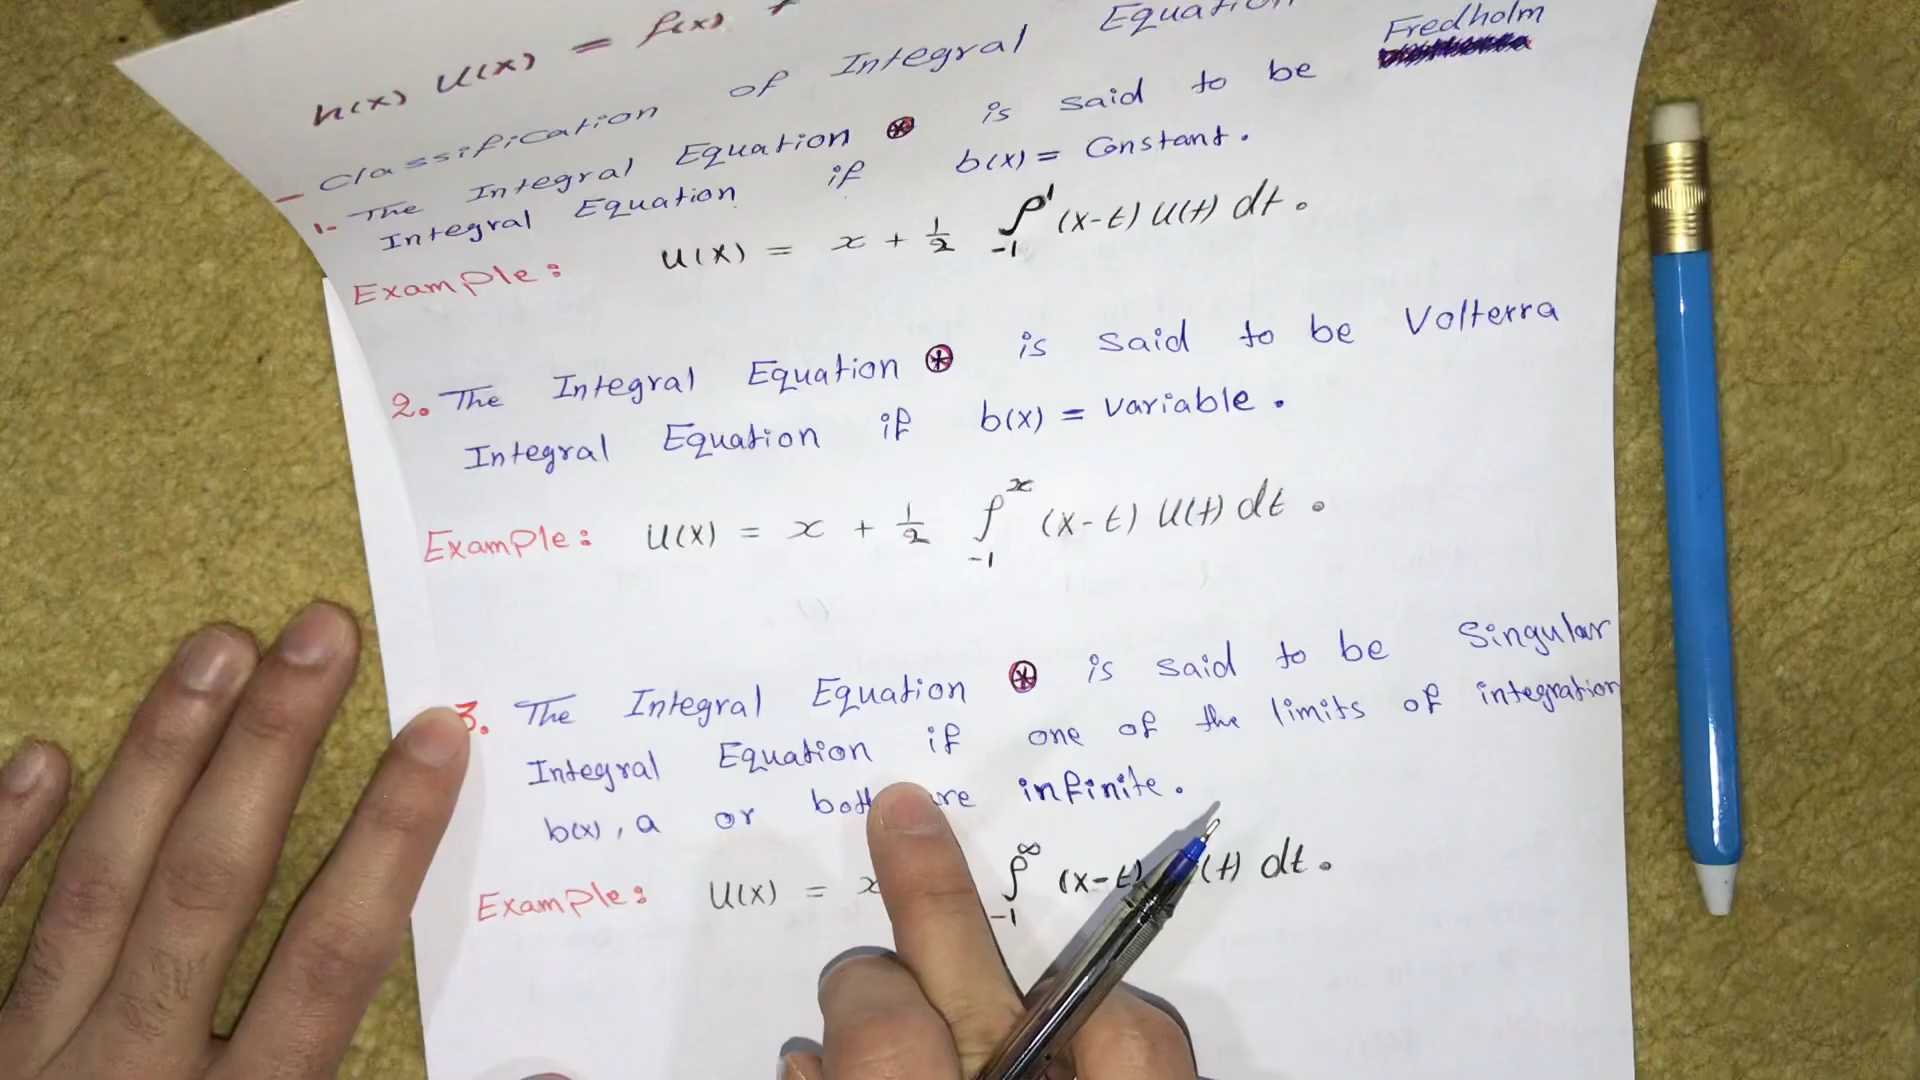 h(x) U(x) = f(x) +
- Classification of Integral Equation
1- The Integral Equation ⊛ is said to be Fredholm
Integral Equation if b(x) = Constant.
Example: U(x) = x + 1/2 ∫_{-1}^{1} (x-t) U(t) dt.
2. The Integral Equation ⊛ is said to be Volterra
Integral Equation if b(x) = variable.
Example: U(x) = x + 1/2 ∫_{-1}^{x} (x-t) U(t) dt.
3. The Integral Equation ⊛ is said to be Singular
Integral Equation if one of the limits of integration
b(x), a or both are infinite.
Example: U(x) = x ∫_{-1}^{∞} (x-t) (t) dt.